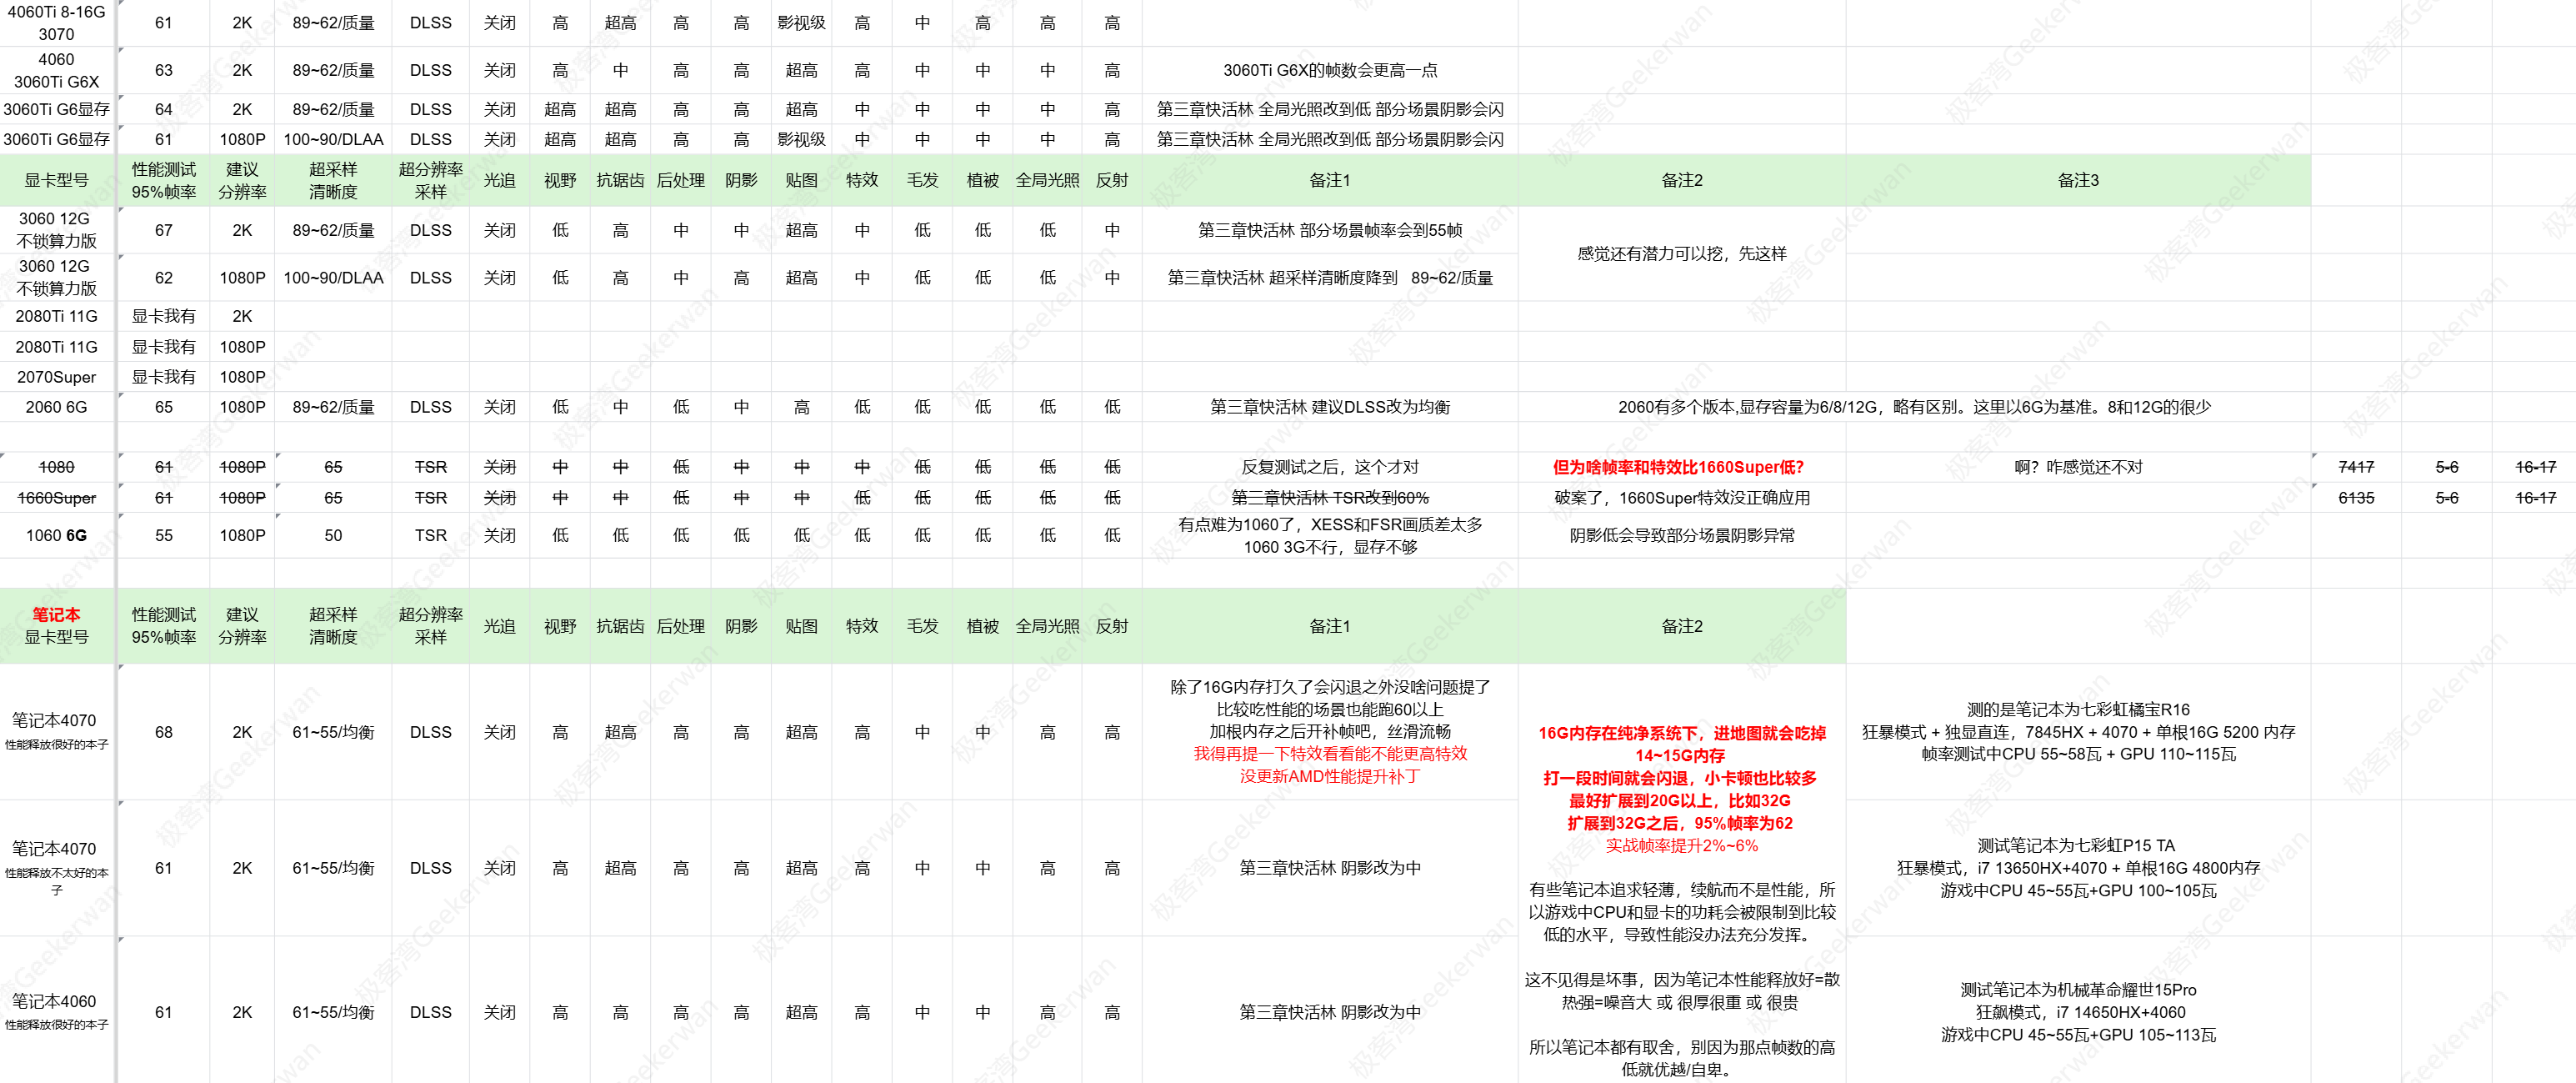 4060Ti 8-16G
3070
61 2K 89~62/质量 DLSS 关闭 高 超高 高 高 影视级 高 中 高 高 高
4060
3060Ti G6X
63 2K 89~62/质量 DLSS 关闭 高 中 高 高 超高 高 中 中 中 高 3060Ti G6X的帧数会更高一点
3060Ti G6显存 64 2K 89~62/质量 DLSS 关闭 超高 超高 高 高 超高 中 中 中 中 高 第三章快活林 全局光照改到低 部分场景阴影会闪
3060Ti G6显存 61 1080P 100~90/DLAA DLSS 关闭 超高 超高 高 高 影视级 中 中 中 中 高 第三章快活林 全局光照改到低 部分场景阴影会闪
显卡型号 性能测试 95%帧率 建议 分辨率 超采样 清晰度 超分辨率 采样 光追 视野 抗锯齿 后处理 阴影 贴图 特效 毛发 植被 全局光照 反射 备注1 备注2 备注3
3060 12G
不锁算力版
67 2K 89~62/质量 DLSS 关闭 低 高 中 中 超高 中 低 低 低 中 第三章快活林 部分场景帧率会到55帧
感觉还有潜力可以挖，先这样
3060 12G
不锁算力版
62 1080P 100~90/DLAA DLSS 关闭 低 高 中 高 超高 中 低 低 低 中 第三章快活林 超采样清晰度降到 89~62/质量
2080Ti 11G 显卡我有 2K
2080Ti 11G 显卡我有 1080P
2070Super 显卡我有 1080P
2060 6G 65 1080P 89~62/质量 DLSS 关闭 低 中 低 中 高 低 低 低 低 低 第三章快活林 建议DLSS改为均衡 2060有多个版本,显存容量为6/8/12G，略有区别。这里以6G为基准。8和12G的很少
1080 61 1080P 65 TSR 关闭 中 中 低 中 中 中 低 低 低 低 反复测试之后，这个才对 但为啥帧率和特效比1660Super低？ 啊？咋感觉还不对 7417 5-6 16-17
1660Super 61 1080P 65 TSR 关闭 中 中 低 中 中 低 低 低 低 低 第三章快活林 TSR改到60% 破案了，1660Super特效没正确应用 6135 5-6 16-17
1060 6G 55 1080P 50 TSR 关闭 低 低 低 低 低 低 低 低 低 低 有点难为1060了，XESS和FSR画质差太多
1060 3G不行，显存不够
阴影低会导致部分场景阴影异常
笔记本
显卡型号
性能测试 95%帧率 建议 分辨率 超采样 清晰度 超分辨率 采样 光追 视野 抗锯齿 后处理 阴影 贴图 特效 毛发 植被 全局光照 反射 备注1 备注2
笔记本4070
性能释放很好的本子
68 2K 61~55/均衡 DLSS 关闭 高 超高 高 高 超高 高 中 中 高 高
除了16G内存打久了会闪退之外没啥问题提了
比较吃性能的场景也能跑60以上
加根内存之后开补帧吧，丝滑流畅
我得再提一下特效看看能不能更高特效
没更新AMD性能提升补丁
16G内存在纯净系统下，进地图就会吃掉
14~15G内存
打一段时间就会闪退，小卡顿也比较多
最好扩展到20G以上，比如32G
扩展到32G之后，95%帧率为62
实战帧率提升2%~6%
有些笔记本追求轻薄，续航而不是性能，所
以游戏中CPU和显卡的功耗会被限制到比较
低的水平，导致性能没办法充分发挥。
这不见得是坏事，因为笔记本性能释放好=散
热强=噪音大 或 很厚很重 或 很贵
所以笔记本都有取舍，别因为那点帧数的高
低就优越/自卑。
测的是笔记本为七彩虹橘宝R16
狂暴模式 + 独显直连，7845HX + 4070 + 单根16G 5200 内存
帧率测试中CPU 55~58瓦 + GPU 110~115瓦
笔记本4070
性能释放不太好的本
子
61 2K 61~55/均衡 DLSS 关闭 高 超高 高 高 超高 高 中 中 高 高 第三章快活林 阴影改为中
测试笔记本为七彩虹P15 TA
狂暴模式，i7 13650HX+4070 + 单根16G 4800内存
游戏中CPU 45~55瓦+GPU 100~105瓦
笔记本4060
性能释放很好的本子
61 2K 61~55/均衡 DLSS 关闭 高 高 高 高 超高 高 中 中 高 高 第三章快活林 阴影改为中
测试笔记本为机械革命耀世15Pro
狂飙模式，i7 14650HX+4060
游戏中CPU 45~55瓦+GPU 105~113瓦
极客湾Geekerwan